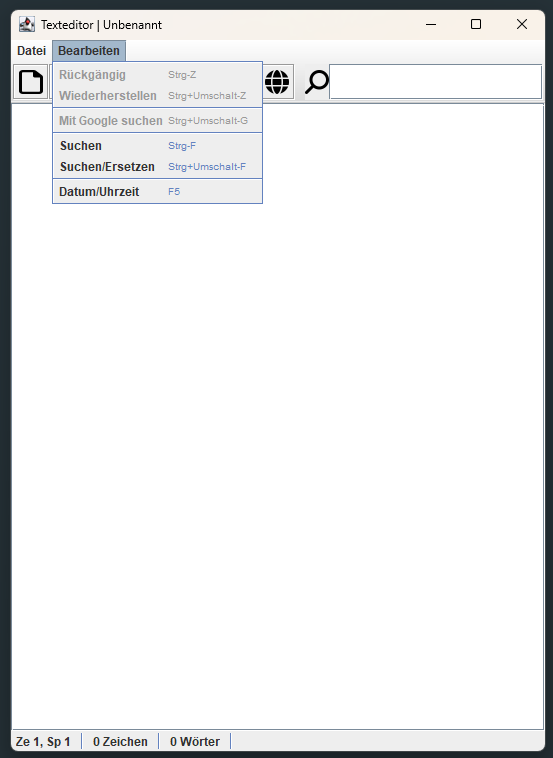 Texteditor | Unbenannt
Datei Bearbeiten
Rückgängig Strg-Z
Wiederherstellen Strg+Umschalt-Z
Mit Google suchen Strg+Umschalt-G
Suchen Strg-F
Suchen/Ersetzen Strg+Umschalt-F
Datum/Uhrzeit F5
Ze 1, Sp 1 0 Zeichen 0 Wörter